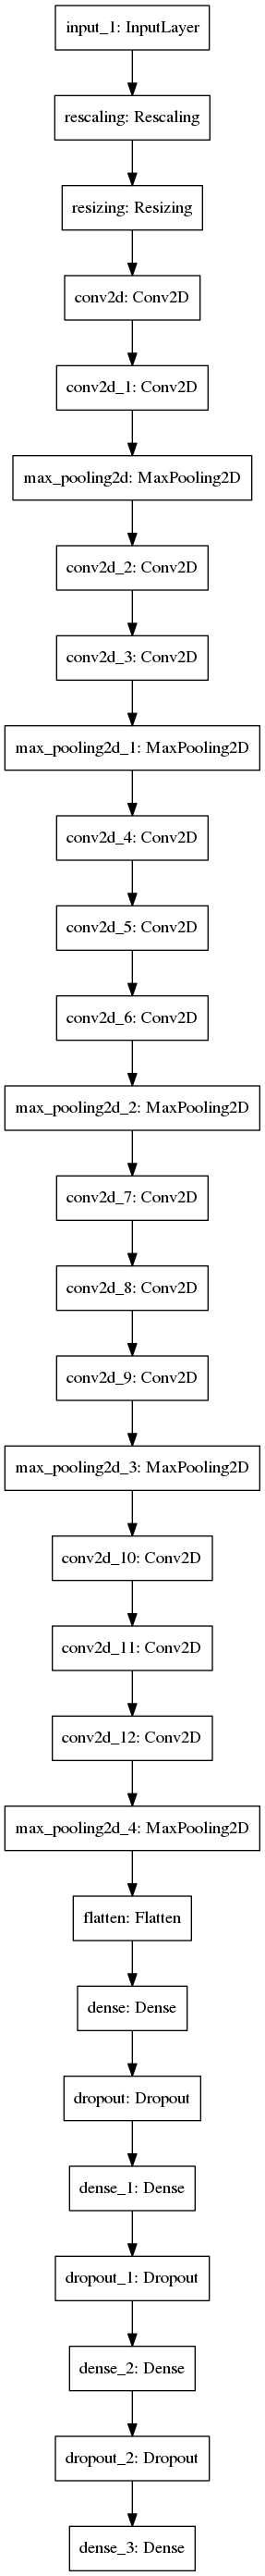 input_1: InputLayer
rescaling: Rescaling
resizing: Resizing
conv2d: Conv2D
conv2d_1: Conv2D
max_pooling2d: MaxPooling2D
conv2d_2: Conv2D
conv2d_3: Conv2D
max_pooling2d_1: MaxPooling2D
conv2d_4: Conv2D
conv2d_5: Conv2D
conv2d_6: Conv2D
max_pooling2d_2: MaxPooling2D
conv2d_7: Conv2D
conv2d_8: Conv2D
conv2d_9: Conv2D
max_pooling2d_3: MaxPooling2D
conv2d_10: Conv2D
conv2d_11: Conv2D
conv2d_12: Conv2D
max_pooling2d_4: MaxPooling2D
flatten: Flatten
dense: Dense
dropout: Dropout
dense_1: Dense
dropout_1: Dropout
dense_2: Dense
dropout_2: Dropout
dense_3: Dense